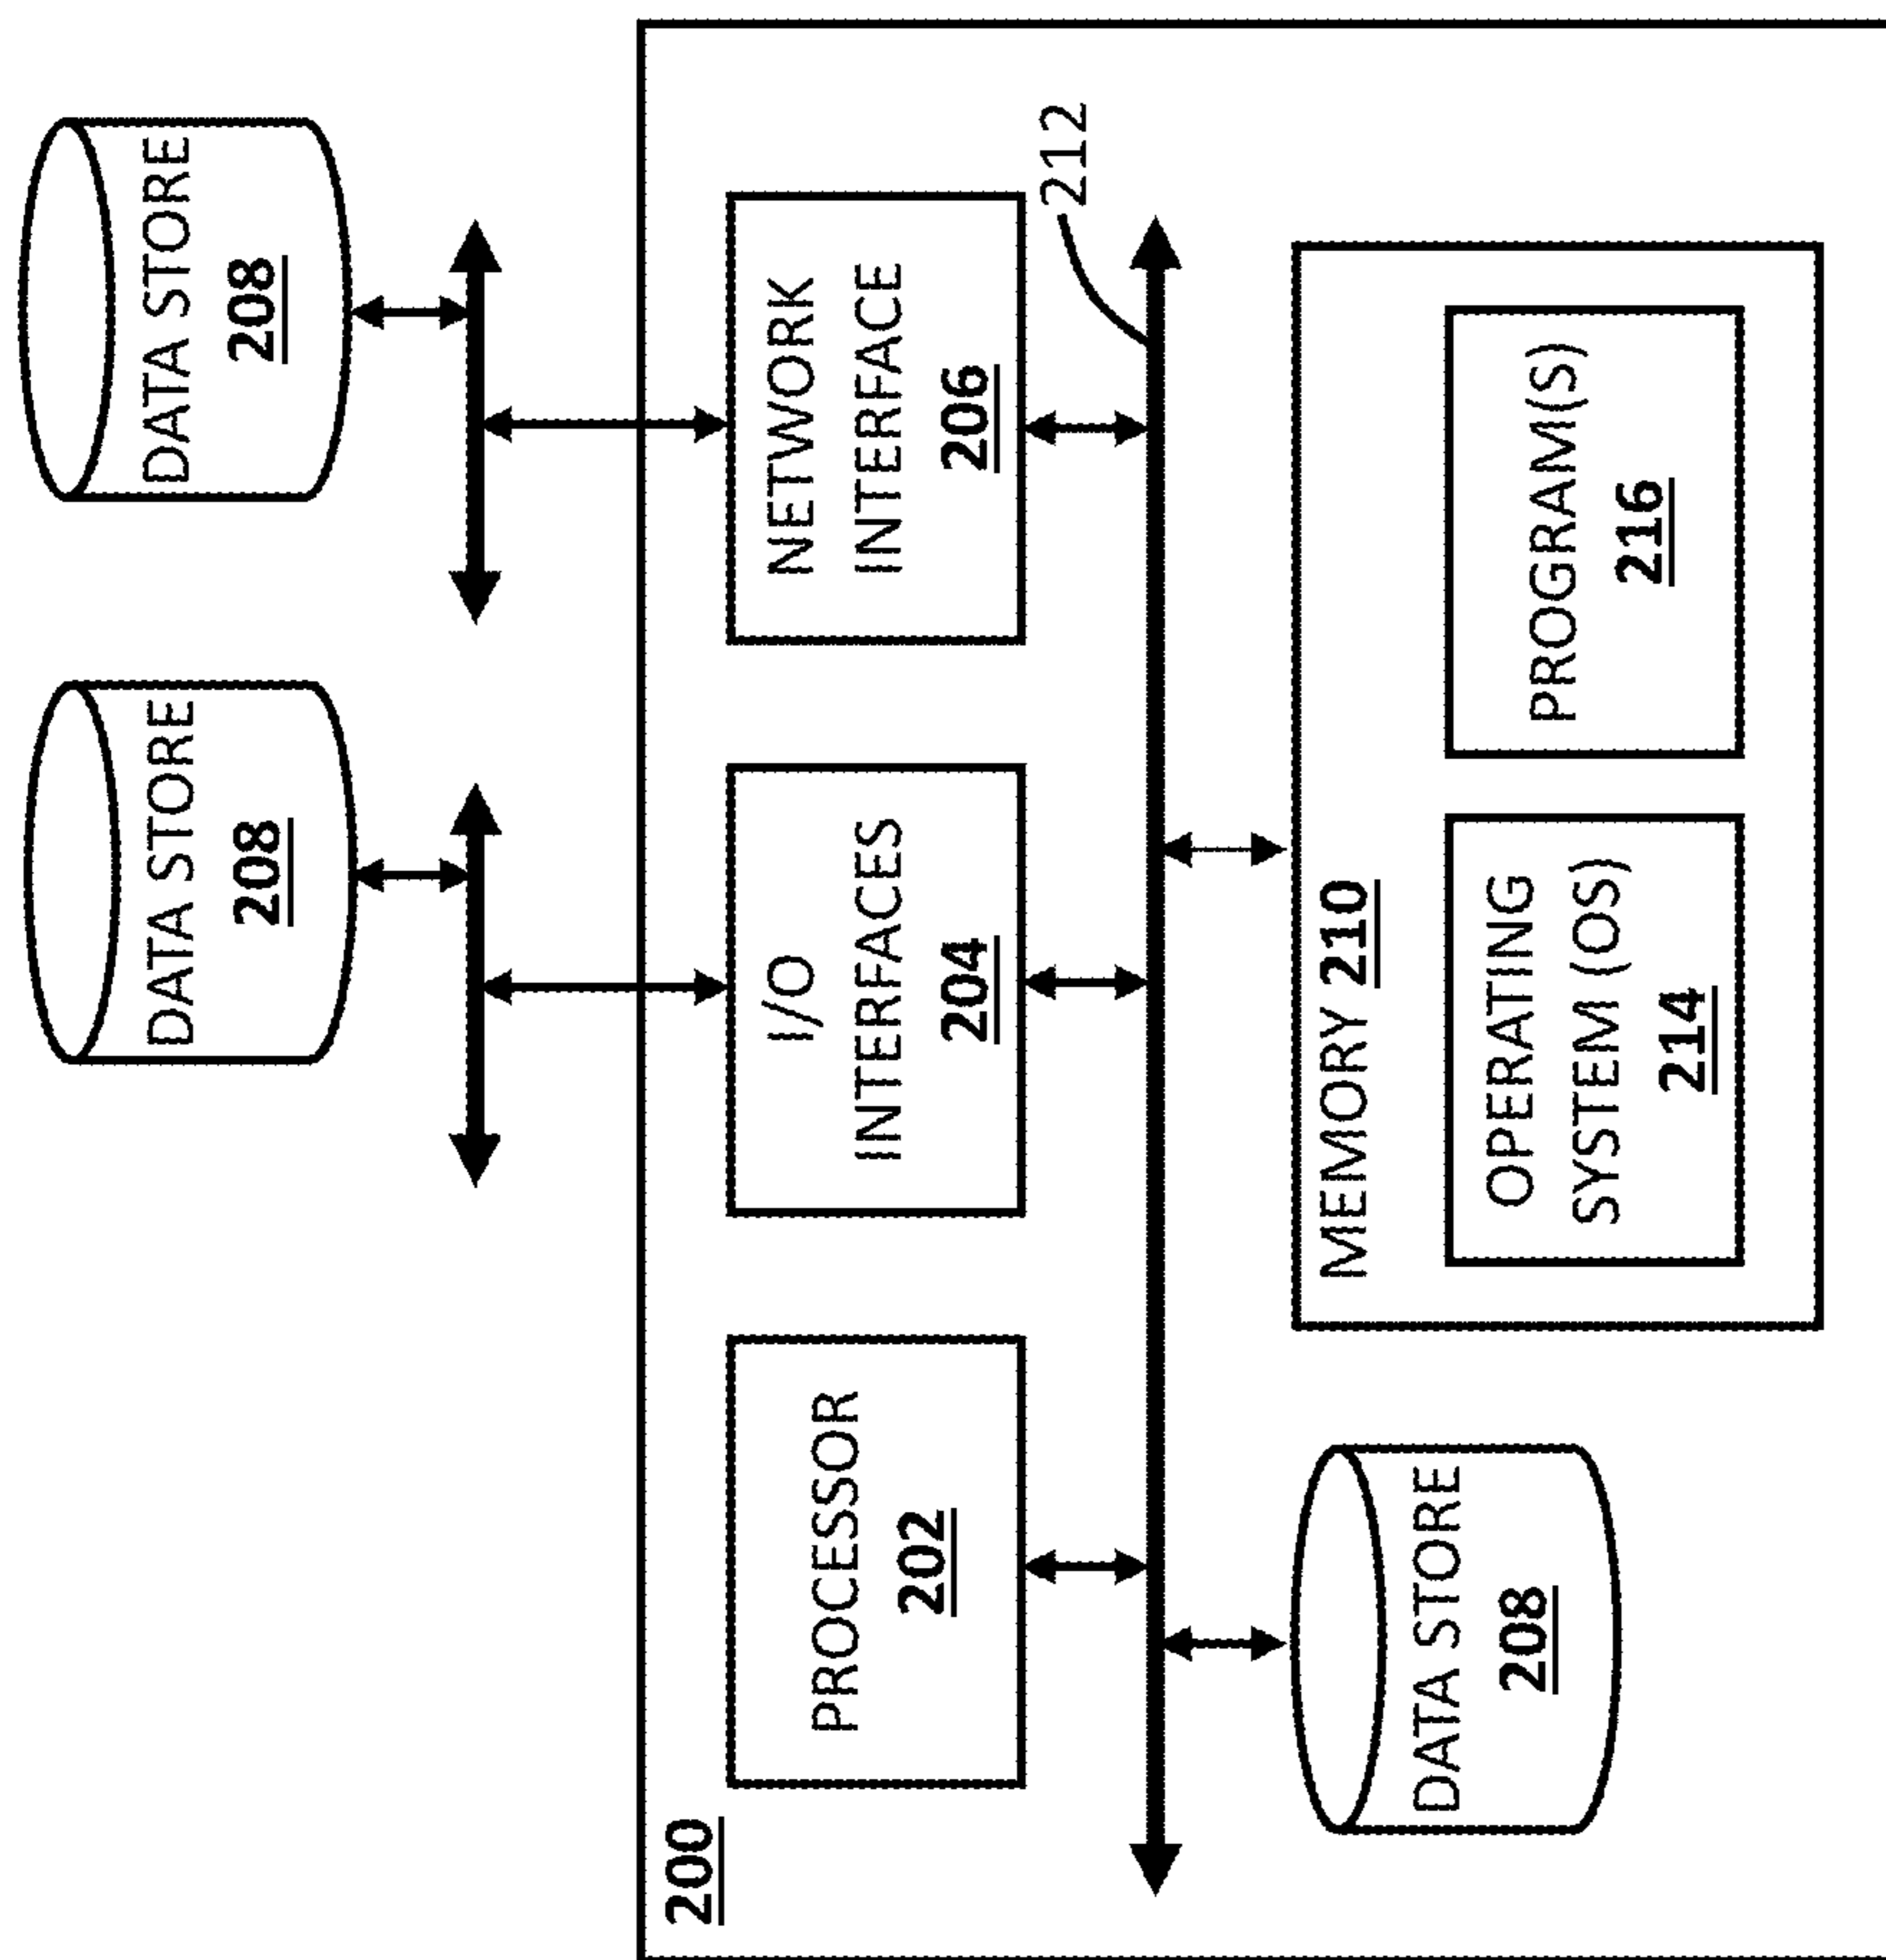 DATA STORE
208
DATA STORE
208
200
PROCESSOR
202
I/O
INTERFACES
204
NETWORK
INTERFACE
206
212
DATA STORE
208
MEMORY 210
OPERATING
SYSTEM (OS)
214
PROGRAM(S)
216